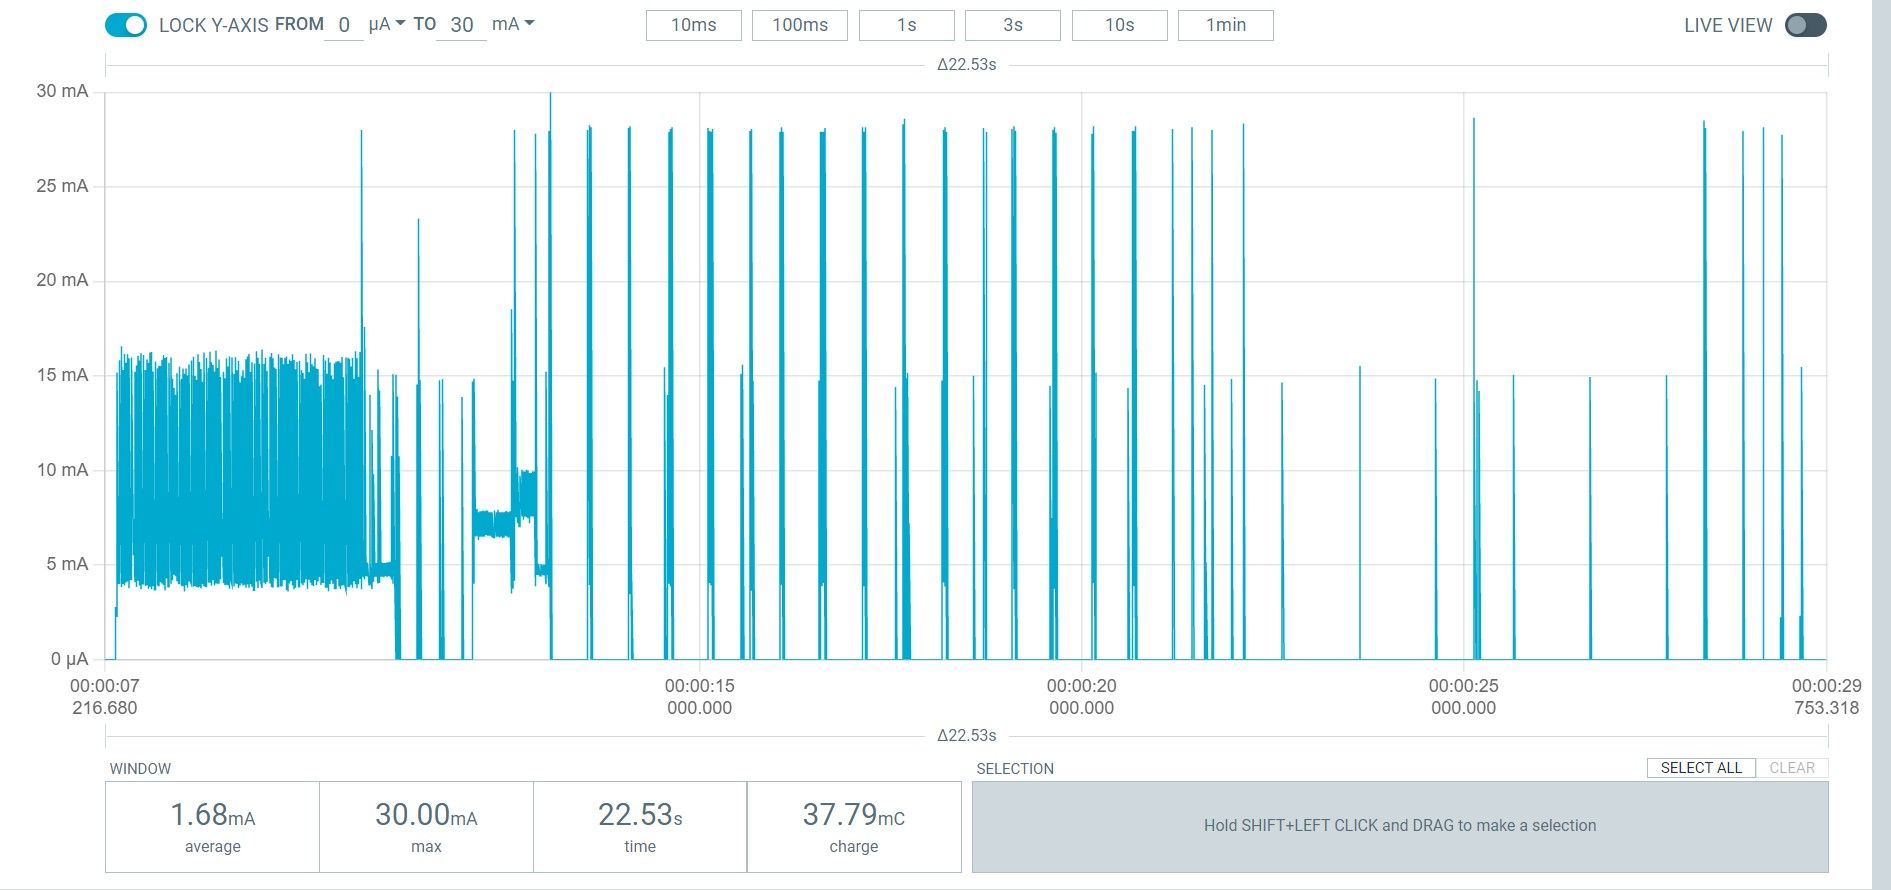 LOCK Y-AXIS FROM 0 µA TO 30 mA 10ms 100ms 1s 3s 10s 1min LIVE VIEW
Δ22.53s
30 mA
25 mA
20 mA
15 mA
10 mA
5 mA
0 µA
00:00:07 00:00:15 00:00:20 00:00:25 00:00:29
216.680 000.000 000.000 000.000 753.318
Δ22.53s
WINDOW SELECTION SELECT ALL CLEAR
1.68mA 30.00mA 22.53s 37.79mC
average max time charge
Hold SHIFT+LEFT CLICK and DRAG to make a selection